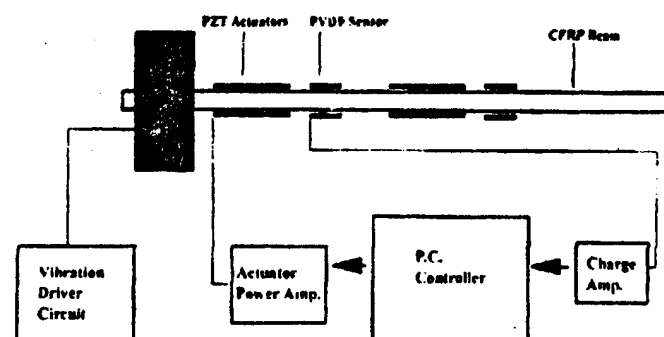 PZT Actuators
PVDF Sensor
CFRP Beam
Vibration
Driver
Circuit
Actuator
Power Amp.
P.C.
Controller
Charge
Amp.